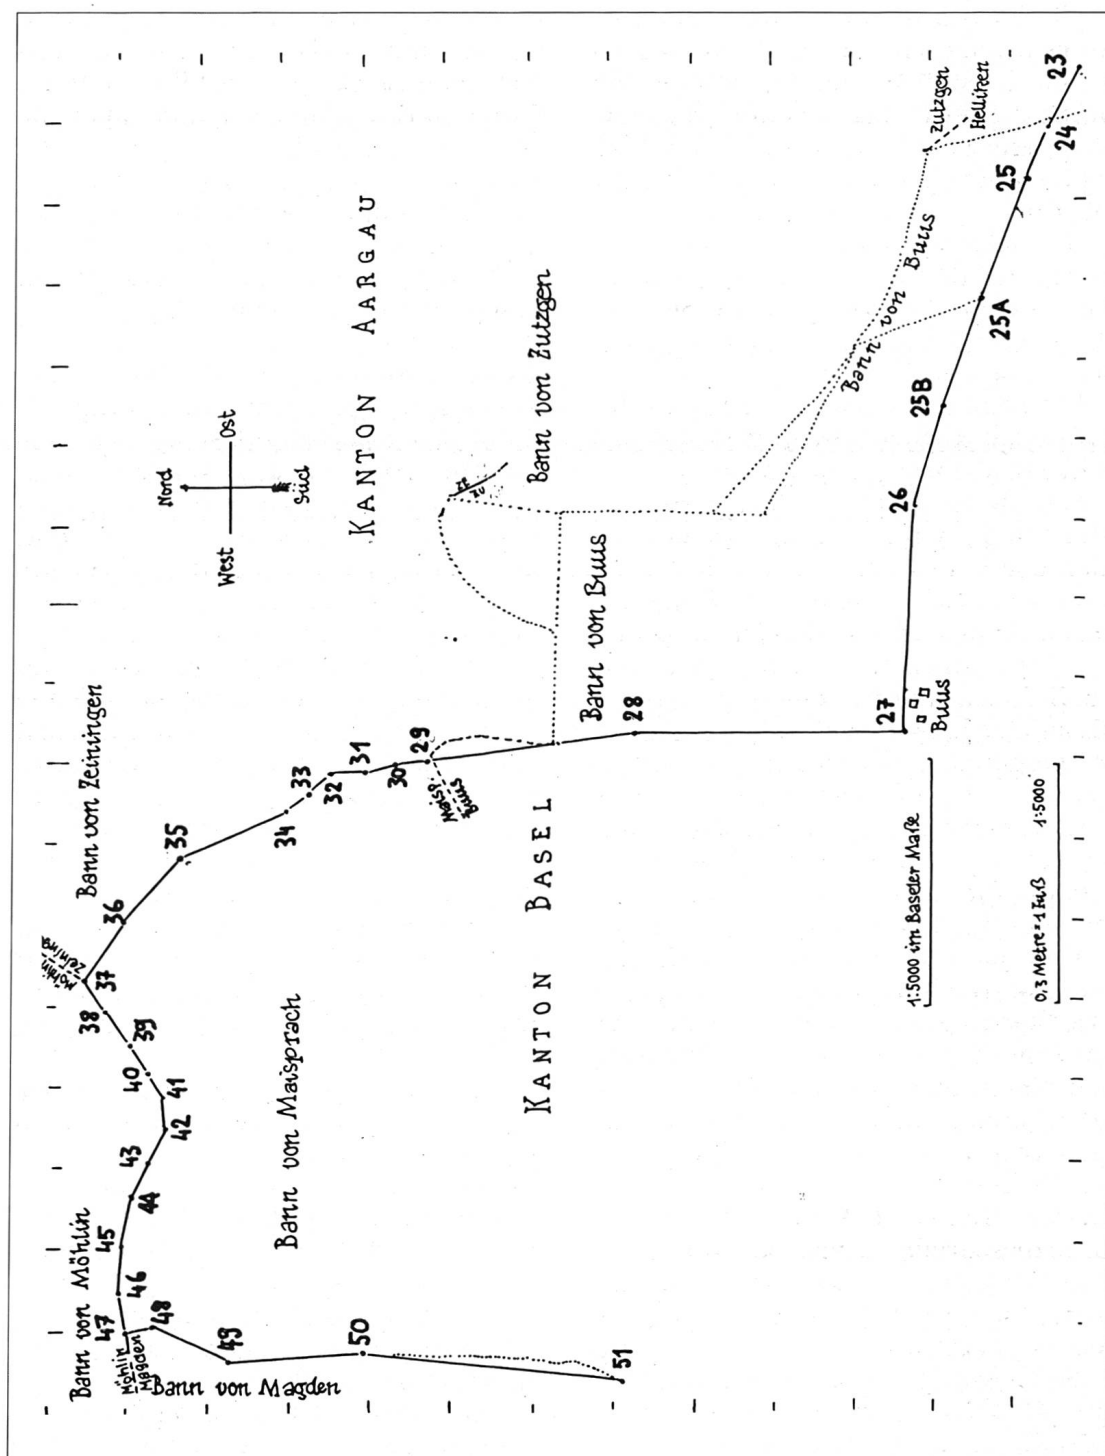 Nord
West
Ost
Süd
KANTON AARGAU
Bann von Zutzgen
Zutzgen
Hellikon
Bann von Buus
Bann von Zeiningen
Möhlin
Zening
Bann von Möhlin
Möhlin
Magden
Bann von Magden
Bann von Maisprach
Maisp.
Buus
Bann von Buus
Buus
KANTON BASEL
1:5000 im Baseler Maße
0,3 Metre=1 Fuß 1:5000
23
24
25
25A
25B
26
27
28
29
30
31
32
33
34
35
36
37
38
39
40
41
42
43
44
45
46
47
48
49
50
51